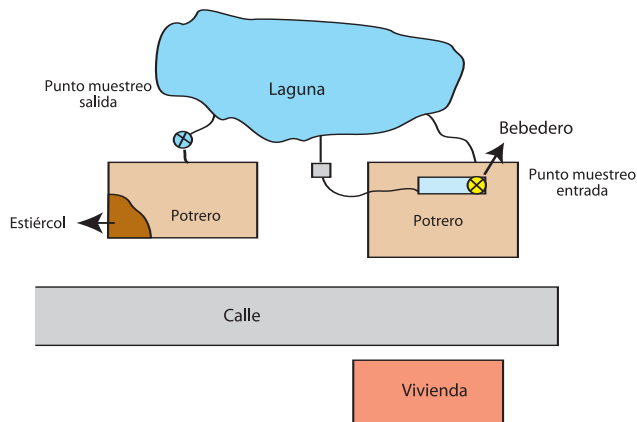 Laguna
Punto muestreo
salida
Bebedero
Punto muestreo
entrada
Potrero
Estiércol
Potrero
Calle
Vivienda